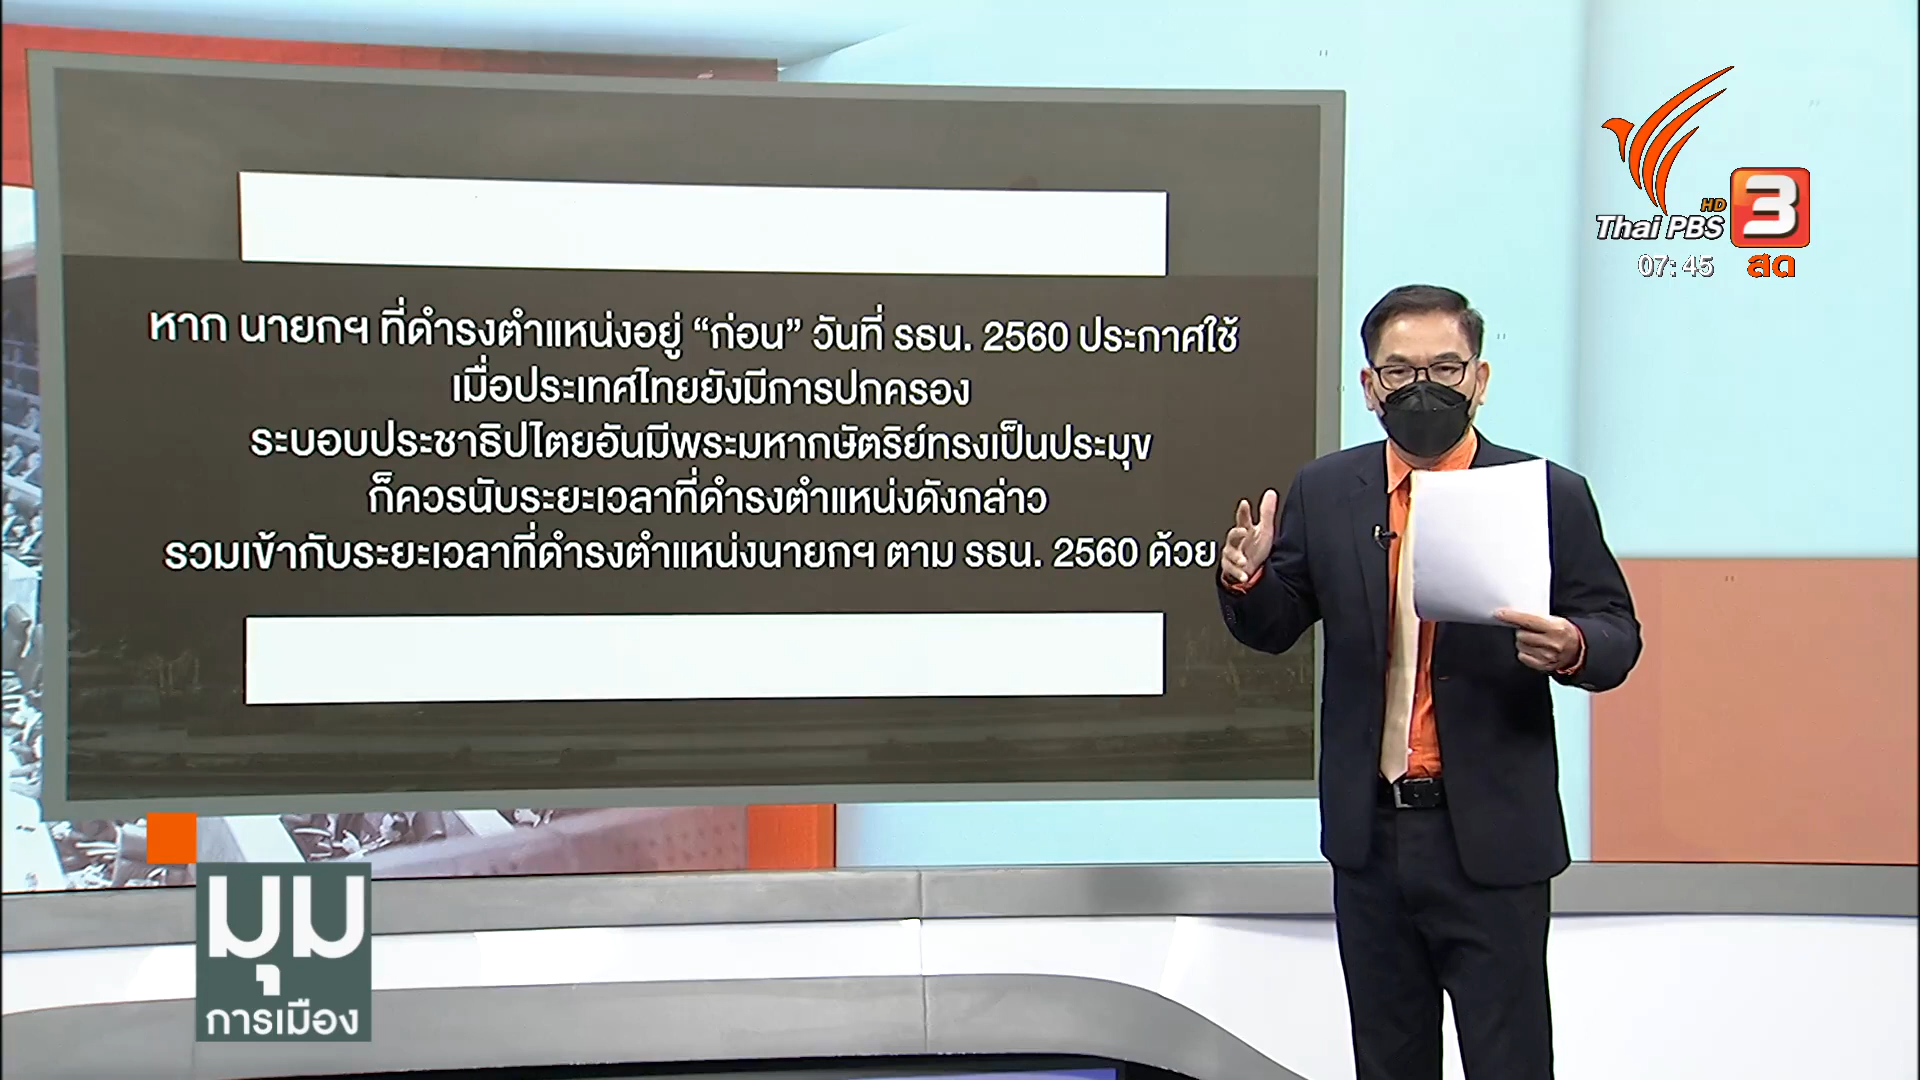 หาก นายกฯ ที่ดำรงตำแหน่งอยู่ “ก่อน” วันที่ รธน. 2560 ประกาศใช้
เมื่อประเทศไทยยังมีการปกครอง
ระบอบประชาธิปไตยอันมีพระมหากษัตริย์ทรงเป็นประมุข
ก็ควรนับระยะเวลาที่ดำรงตำแหน่งดังกล่าว
รวมเข้ากับระยะเวลาที่ดำรงตำแหน่งนายกฯ ตาม รธน. 2560 ด้วย
HD
Thai PBS 3
07:45 สด
มุม
การเมือง